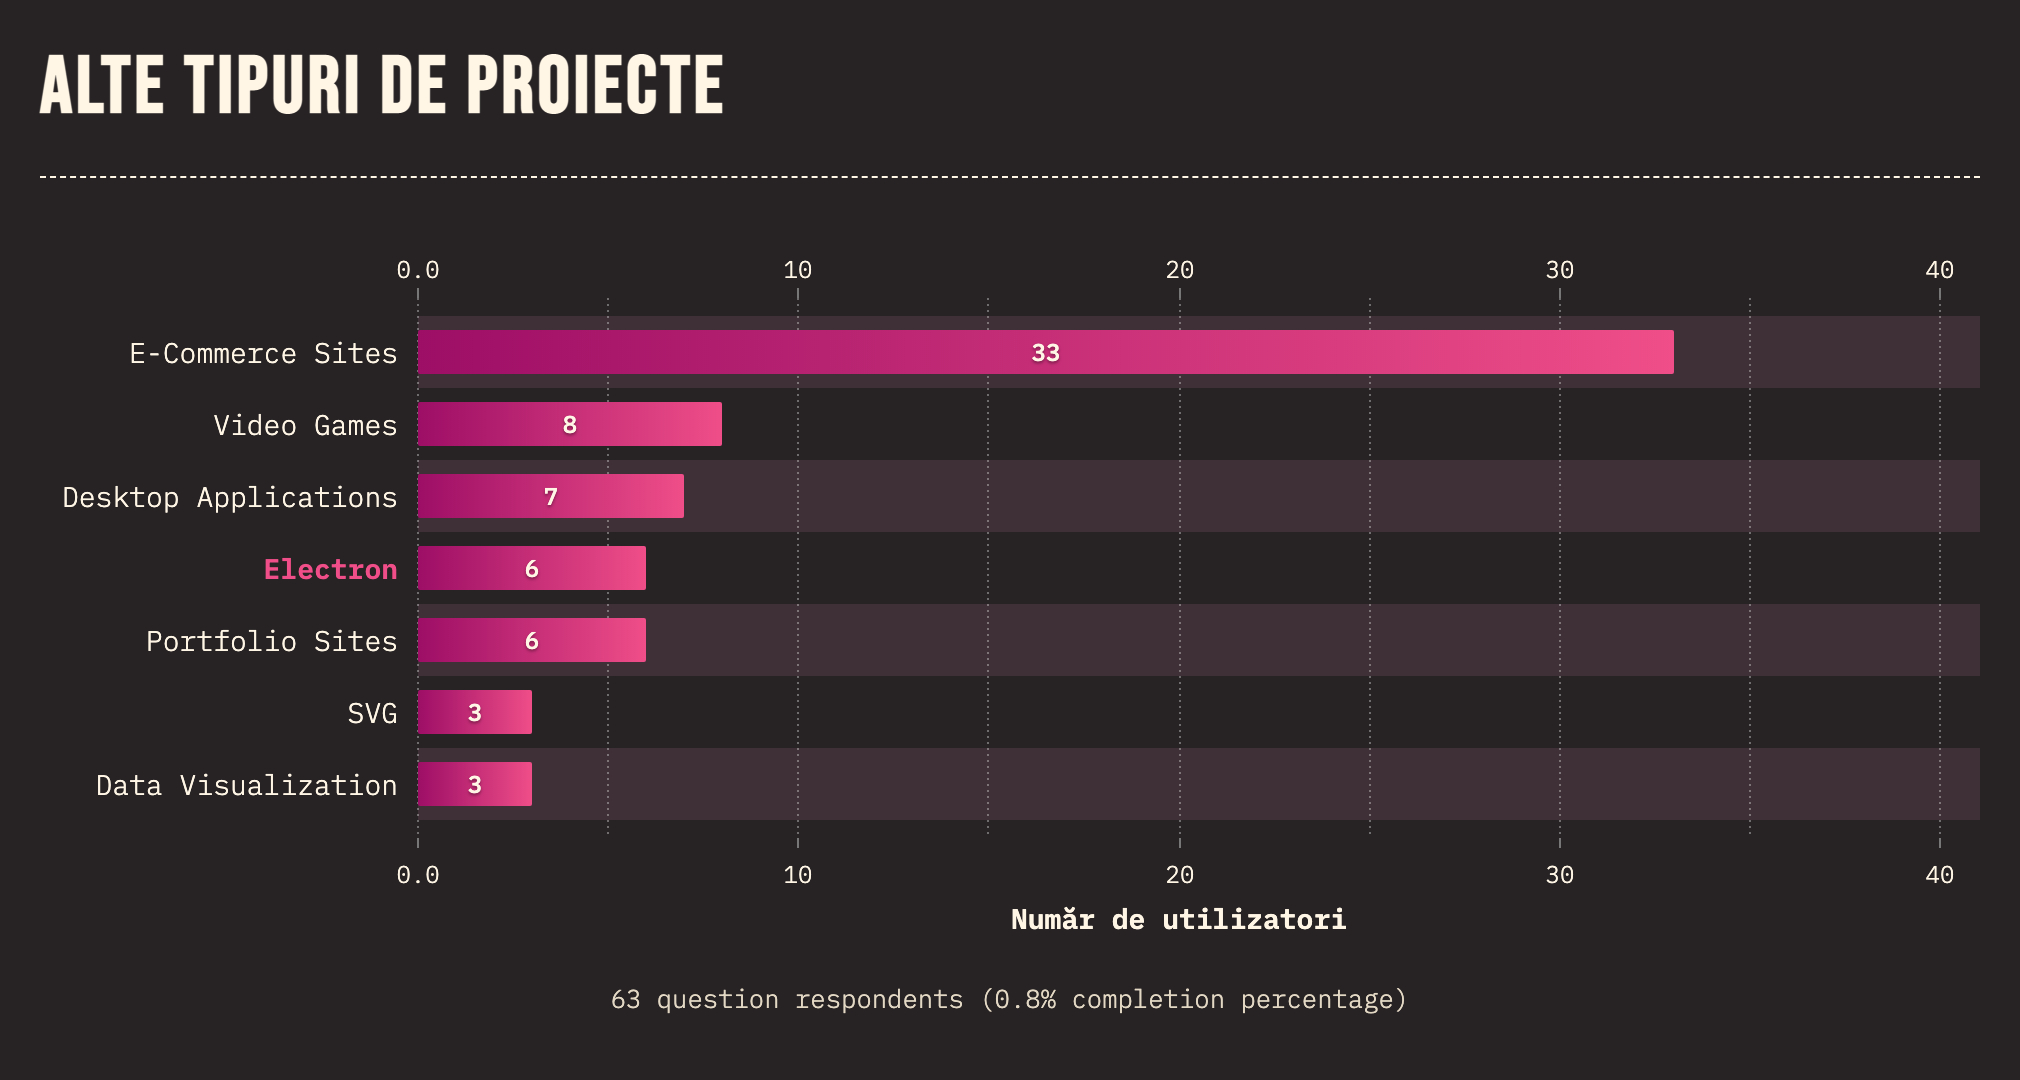 ALTE TIPURI DE PROIECTE
0.0 10 20 30 40
E-Commerce Sites 33
Video Games 8
Desktop Applications 7
Electron 6
Portfolio Sites 6
SVG 3
Data Visualization 3
0.0 10 20 30 40
Număr de utilizatori
63 question respondents (0.8% completion percentage)